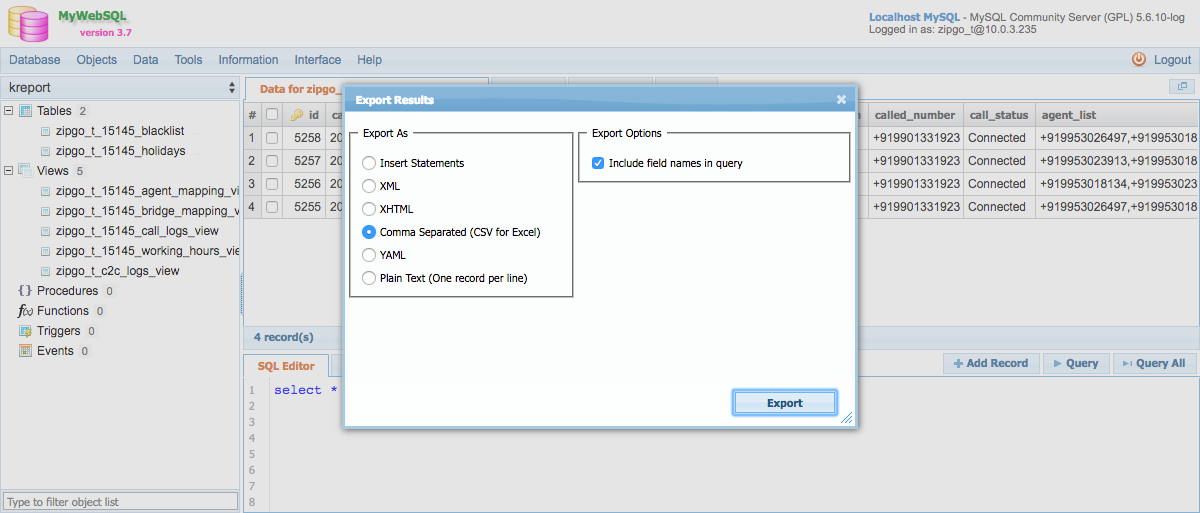 MyWebSQL
version 3.7
Localhost MySQL - MySQL Community Server (GPL) 5.6.10-log
Logged in as: zipgo_t@10.0.3.235
Database Objects Data Tools Information Interface Help Logout
kreport
Tables 2
zipgo_t_15145_blacklist
zipgo_t_15145_holidays
Views 5
zipgo_t_15145_agent_mapping_vi
zipgo_t_15145_bridge_mapping_v
zipgo_t_15145_call_logs_view
zipgo_t_15145_working_hours_vie
zipgo_t_c2c_logs_view
{} Procedures 0
f(x) Functions 0
Triggers 0
Events 0
Type to filter object list
Data for zipgo_
# id ca called_number call_status agent_list
1 5258 20 +919901331923 Connected +919953026497,+919953018
2 5257 20 +919901331923 Connected +919953023913,+919953018
3 5256 20 +919901331923 Connected +919953018134,+919953023
4 5255 20 +919901331923 Connected +919953026497,+919953018
4 record(s)
Export Results
Export As
Insert Statements
XML
XHTML
Comma Separated (CSV for Excel)
YAML
Plain Text (One record per line)
Export Options
Include field names in query
Export
SQL Editor
Add Record Query Query All
1 select *
2
3
4
5
6
7
8